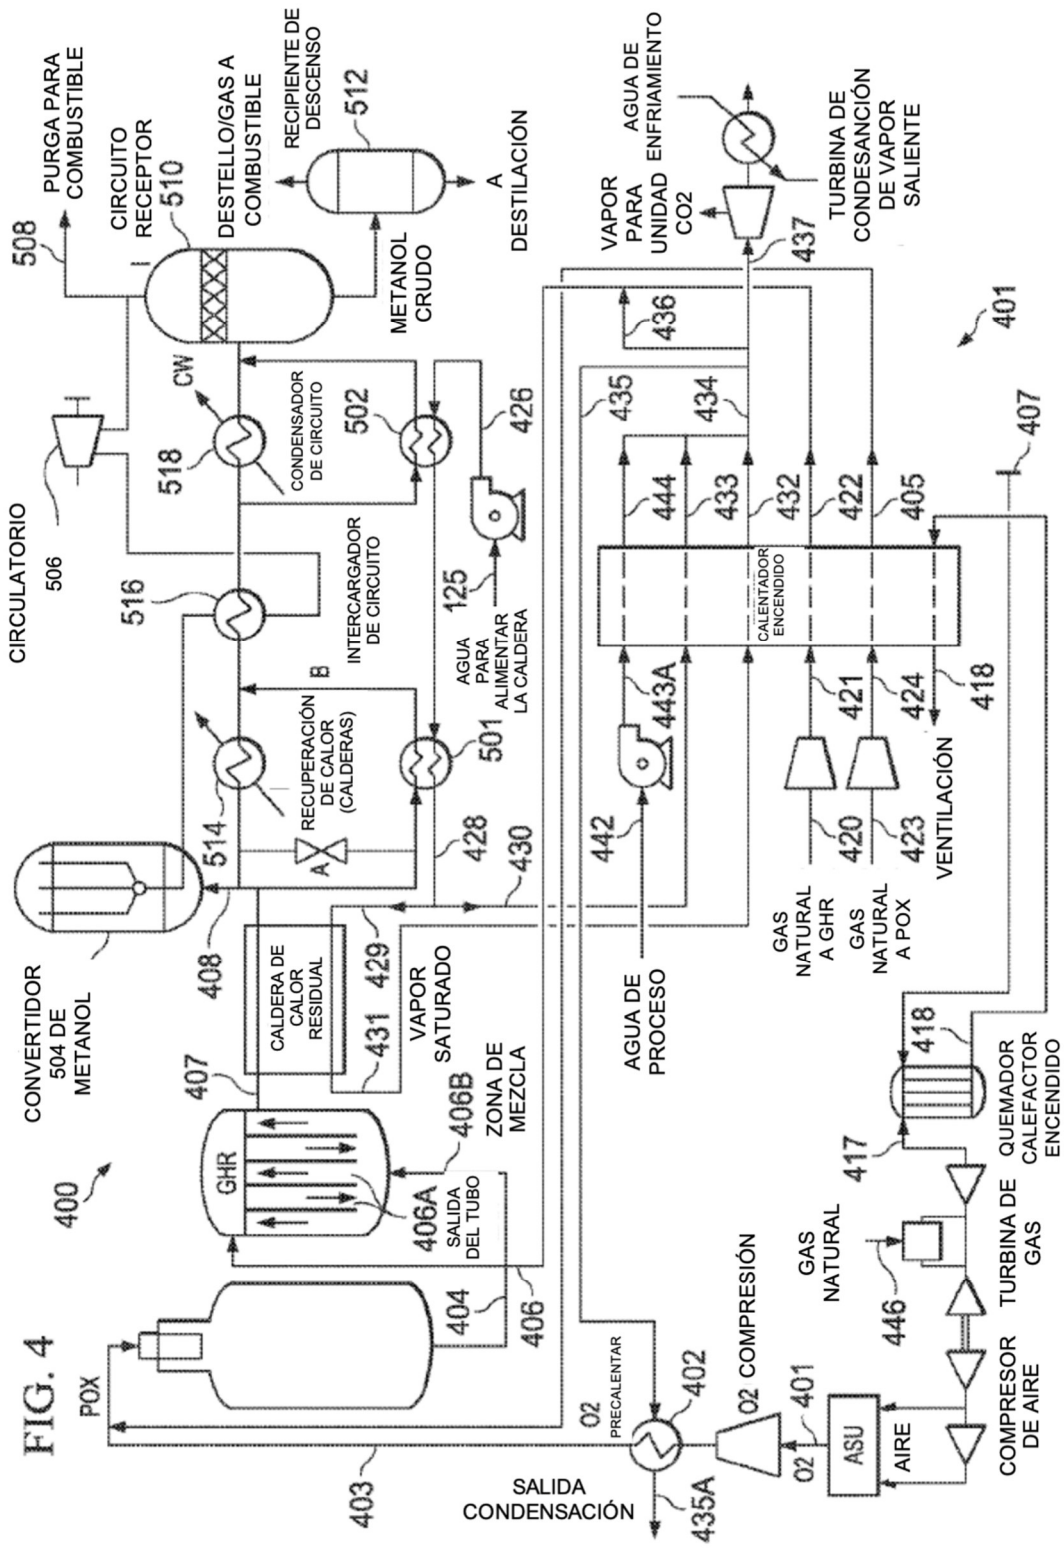 FIG. 4
400
POX
403
404
406
GHR
406A
SALIDA
DEL TUBO
406B
ZONA DE
MEZCLA
407
CALDERA DE
CALOR
RESIDUAL
431
429
VAPOR
SATURADO
408
CONVERTIDOR
504 DE
METANOL
514
A
RECUPERACIÓN
DE CALOR
(CALDERAS)
B
501
428
430
CIRCULATORIO
506
516
INTERCARGADOR
DE CIRCUITO
518
CW
CONDENSADOR
DE CIRCUITO
502
426
125
AGUA PARA
ALIMENTAR
LA CALDERA
508
PURGA PARA
COMBUSTIBLE
CIRCUITO
RECEPTOR
510
I
DESTELLO/GAS A
COMBUSTIBLE
RECIPIENTE DE
DESCENSO
512
METANOL
CRUDO
A
DESTILACIÓN
SALIDA
CONDENSACIÓN
435A
O2
PRECALENTAR
402
O2 COMPRESIÓN
O2
401
ASU
AIRE
COMPRESOR
DE AIRE
GAS
NATURAL
446
TURBINA DE
GAS
417
418
QUEMADOR
CALEFACTOR
ENCENDIDO
AGUA DE
PROCESO
442
443A
GAS
NATURAL
A GHR
420
421
GAS
NATURAL
A POX
423
424
VENTILACIÓN
418
CALENTADOR
ENCENDIDO
444
433
432
422
405
407
435
434
436
437
VAPOR
PARA
UNIDAD
CO2
AGUA DE
ENFRIAMIENTO
TURBINA DE
CONDESANCIÓN
DE VAPOR
SALIENTE
401